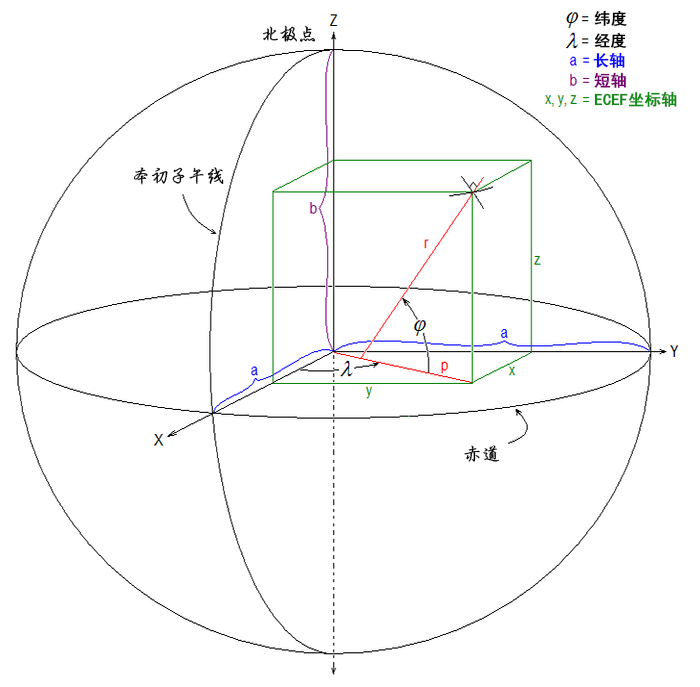 φ = 纬度
λ = 经度
a = 长轴
b = 短轴
x, y, z = ECEF坐标轴
北极点
Z
本初子午线
b
r
z
φ
a
Y
a
λ
p
x
y
X
赤道